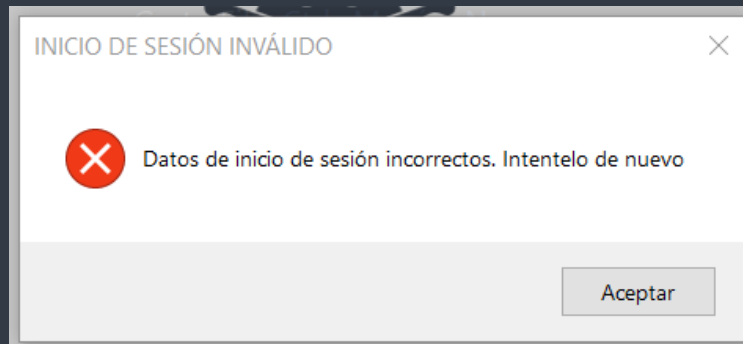 INICIO DE SESIÓN INVÁLIDO
Datos de inicio de sesión incorrectos. Intentelo de nuevo
Aceptar